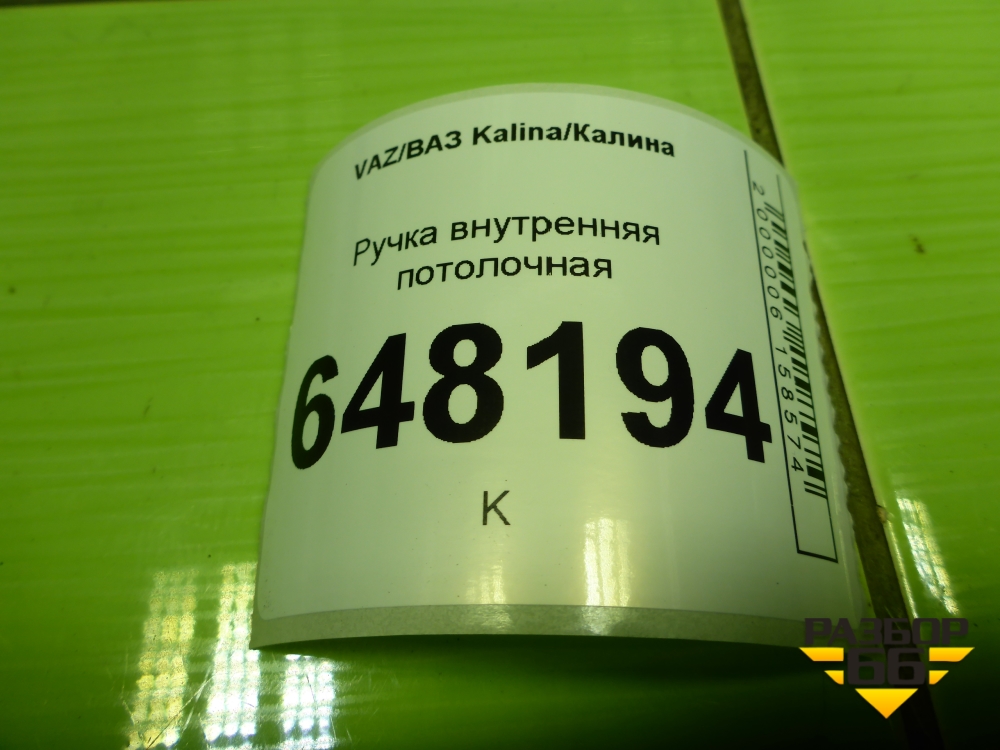 VAZ/ВАЗ Kalina/Калина
Ручка внутренняя
потолочная
648194
К
2000006158574
РАЗБОР
66